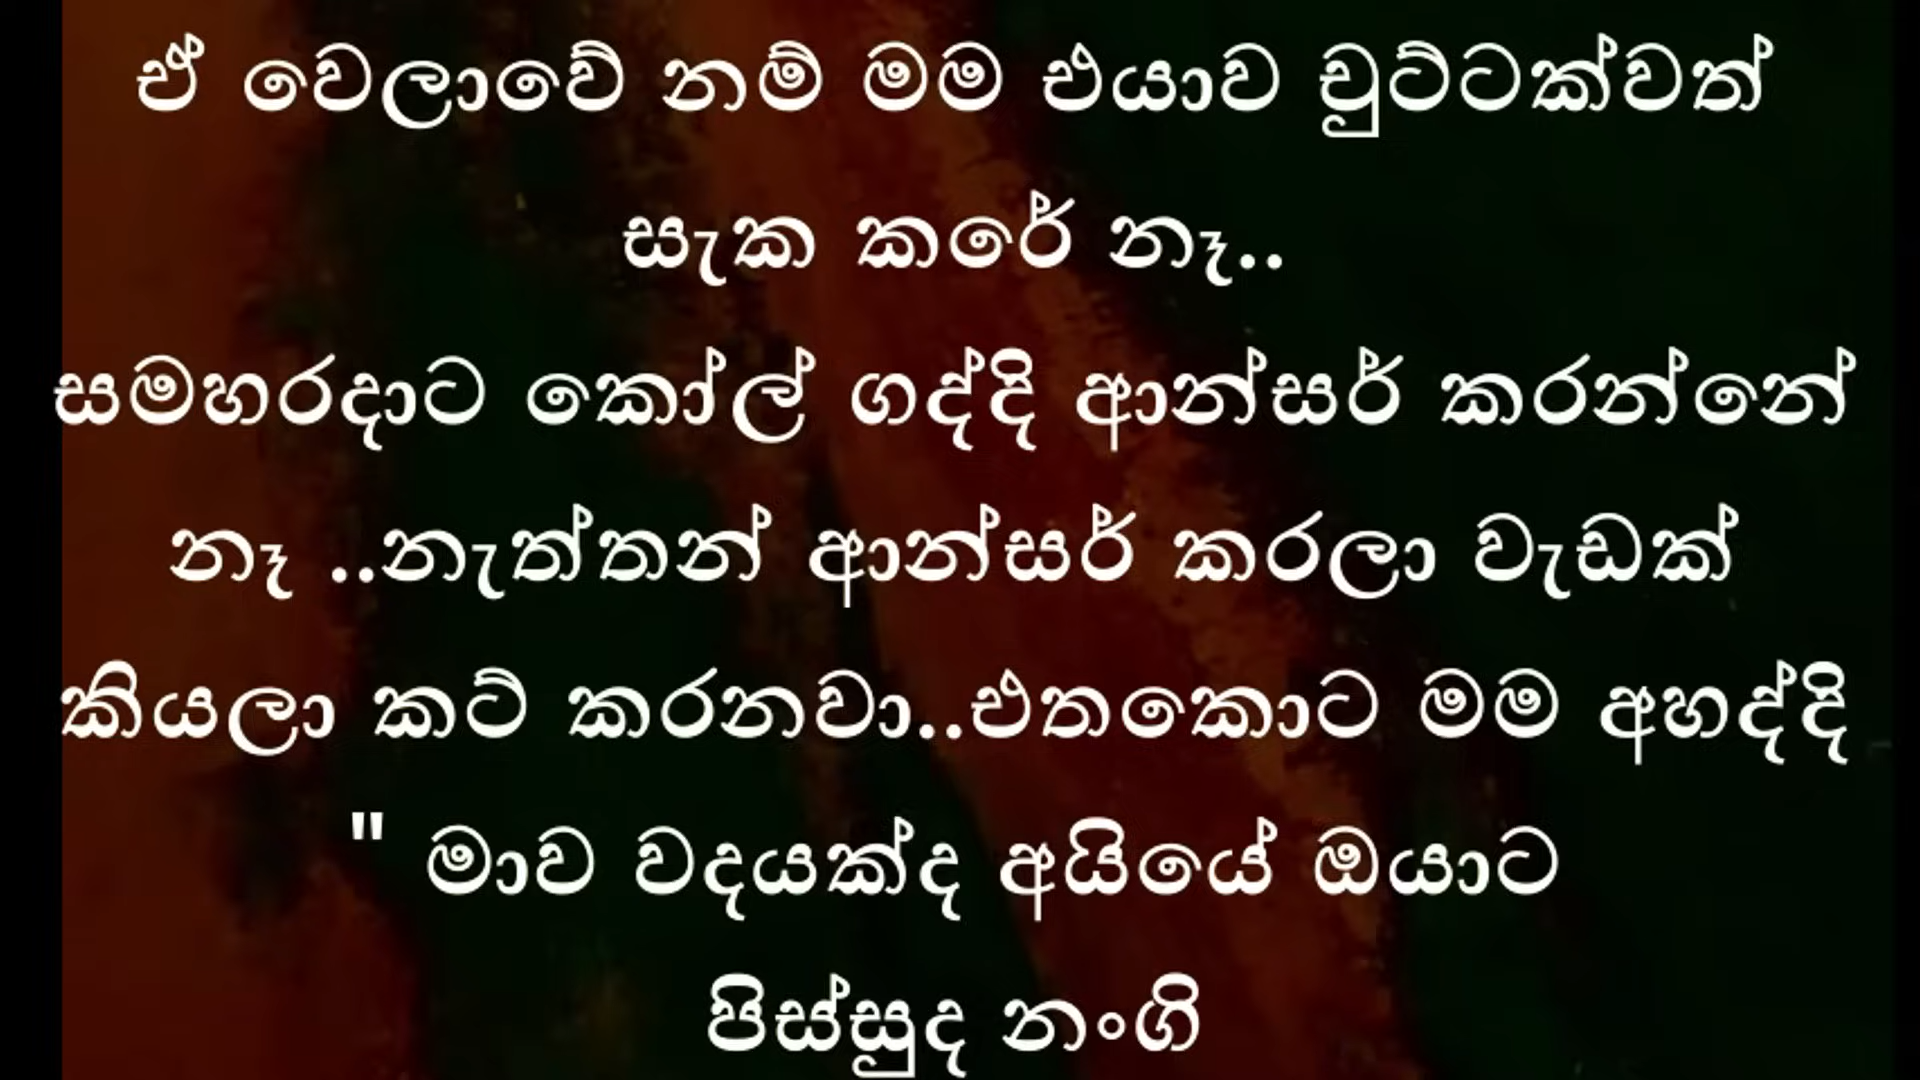 ඒ වෙලාවේ නම් මම එයාව චුට්ටක්වත්
සැක කරේ නෑ..
සමහරදාට කෝල් ගද්දි ආන්සර් කරන්නේ
නෑ ..නැත්තන් ආන්සර් කරලා වැඩක්
කියලා කට් කරනවා..එතකොට මම අහද්දි
" මාව වදයක්ද අයියේ ඔයාට
පිස්සුද නංගි